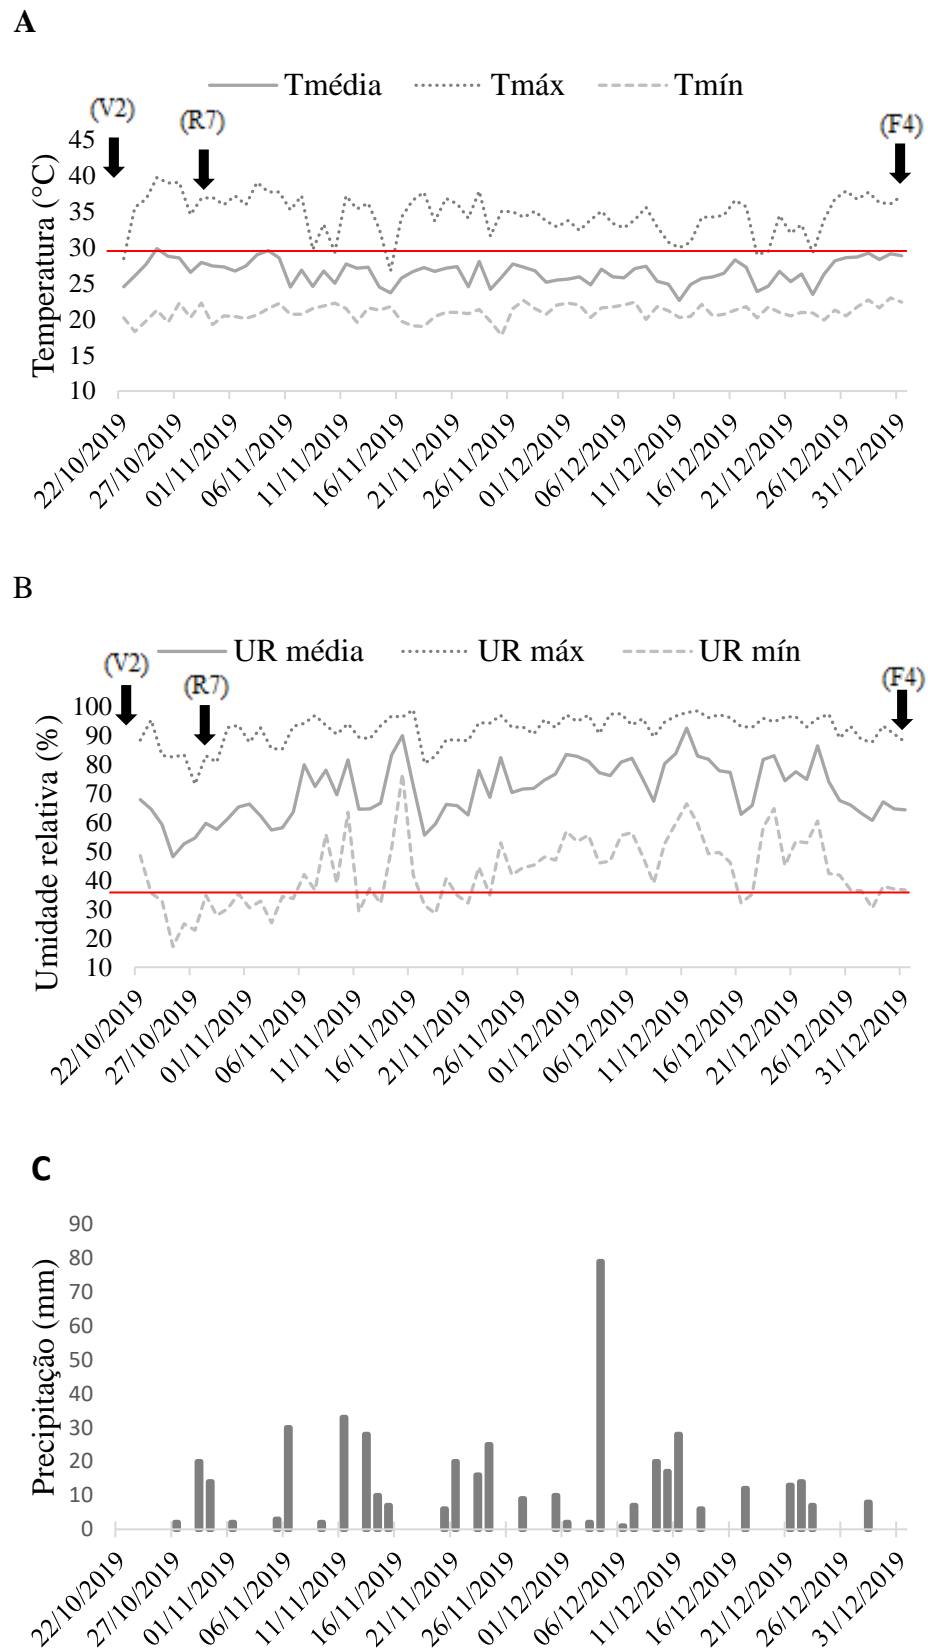 A
Tmédia Tmáx Tmín
(V2) (R7) (F4)
Temperatura (°C)
45
40
35
30
25
20
15
10
22/10/2019 27/10/2019 01/11/2019 06/11/2019 11/11/2019 16/11/2019 21/11/2019 26/11/2019 01/12/2019 06/12/2019 11/12/2019 16/12/2019 21/12/2019 26/12/2019 31/12/2019
B
UR média UR máx UR mín
(V2) (R7) (F4)
Umidade relativa (%)
100
90
80
70
60
50
40
30
20
10
22/10/2019 27/10/2019 01/11/2019 06/11/2019 11/11/2019 16/11/2019 21/11/2019 26/11/2019 01/12/2019 06/12/2019 11/12/2019 16/12/2019 21/12/2019 26/12/2019 31/12/2019
C
Precipitação (mm)
90
80
70
60
50
40
30
20
10
0
22/10/2019 27/10/2019 01/11/2019 06/11/2019 11/11/2019 16/11/2019 21/11/2019 26/11/2019 01/12/2019 06/12/2019 11/12/2019 16/12/2019 21/12/2019 26/12/2019 31/12/2019